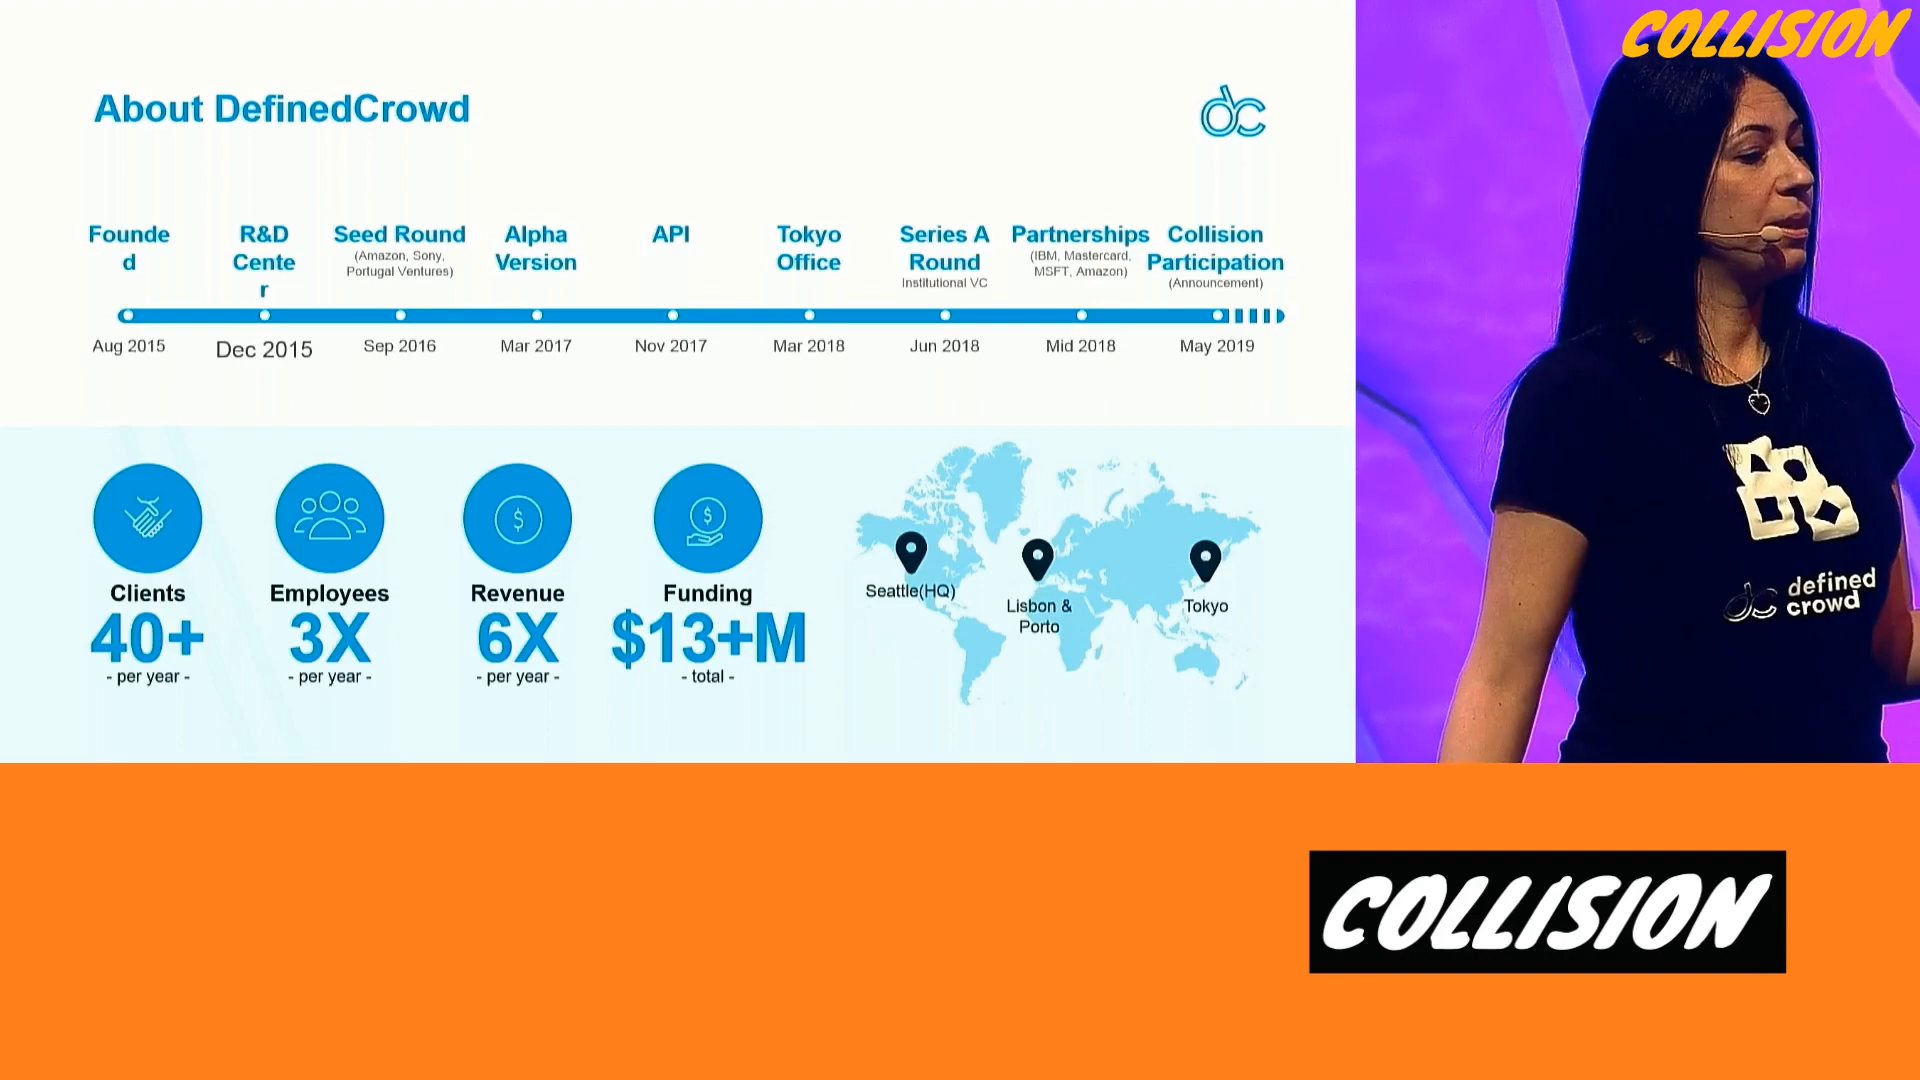 COLLISION
About DefinedCrowd
dc
Founde
d
R&D
Cente
r
Seed Round
(Amazon, Sony,
Portugal Ventures)
Alpha
Version
API
Tokyo
Office
Series A
Round
Institutional VC
Partnerships
(IBM, Mastercard,
MSFT, Amazon)
Collision
Participation
(Announcement)
Aug 2015
Dec 2015
Sep 2016
Mar 2017
Nov 2017
Mar 2018
Jun 2018
Mid 2018
May 2019
$
$
Clients
40+
- per year -
Employees
3X
- per year -
Revenue
6X
- per year -
Funding
$13+M
- total -
Seattle(HQ)
Lisbon &
Porto
Tokyo
dc defined
crowd
COLLISION